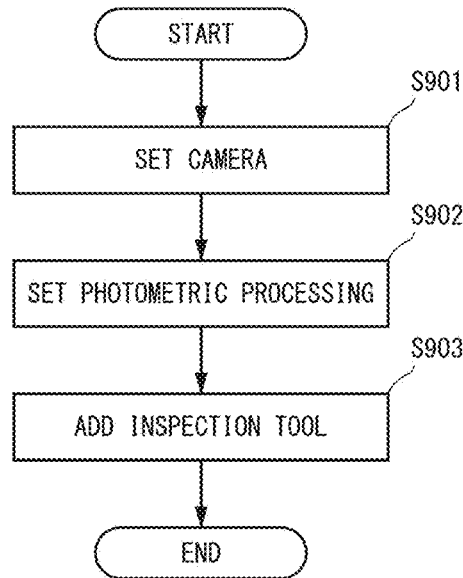 START
S901
SET CAMERA
S902
SET PHOTOMETRIC PROCESSING
S903
ADD INSPECTION TOOL
END